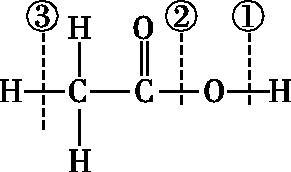 ③ H O ② ①
H C C O H
H